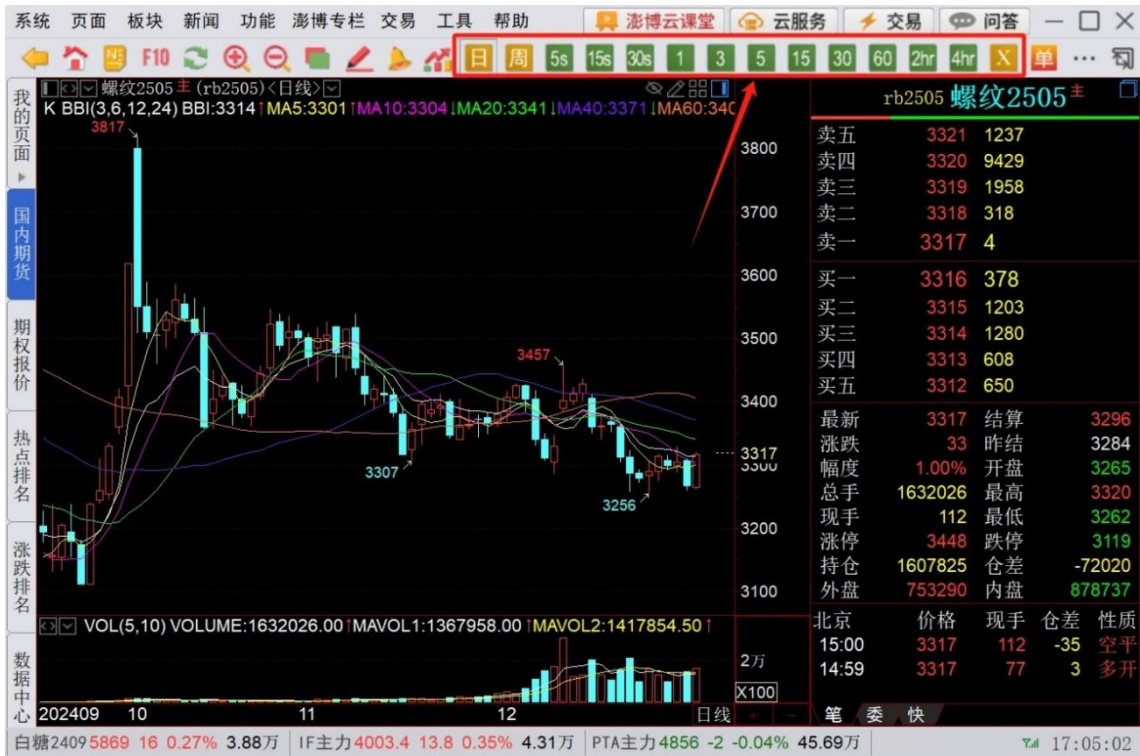 系统 页面 板块 新闻 功能 澎博专栏 交易 工具 帮助 澎博云课堂 云服务 交易 问答
F10 日 周 5s 15s 30s 1 3 5 15 30 60 2hr 4hr X 单
我的页面
国内期货
期权报价
热点排名
涨跌排名
数据中心
螺纹2505主 (rb2505)<日线>
K BBI(3,6,12,24) BBI:3314↑MA5:3301↑MA10:3304↓MA20:3341↓MA40:3371↓MA60:340
3817
3457
3307
3256
3800
3700
3600
3500
3400
3317
3300
3200
3100
VOL(5,10) VOLUME:1632026.00↑MAVOL1:1367958.00↑MAVOL2:1417854.50↑
2万
X100
202409 10 11 12 日线 + -
rb2505 螺纹2505主
卖五 3321 1237
卖四 3320 9429
卖三 3319 1958
卖二 3318 318
卖一 3317 4
买一 3316 378
买二 3315 1203
买三 3314 1280
买四 3313 608
买五 3312 650
最新 3317 结算 3296
涨跌 33 昨结 3284
幅度 1.00% 开盘 3265
总手 1632026 最高 3320
现手 112 最低 3262
涨停 3448 跌停 3119
持仓 1607825 仓差 -72020
外盘 753290 内盘 878737
北京 价格 现手 仓差 性质
15:00 3317 112 -35 空平
14:59 3317 77 3 多开
笔 委 快
白糖2409 5869 16 0.27% 3.88万 IF主力 4003.4 13.8 0.35% 4.31万 PTA主力 4856 -2 -0.04% 45.69万 17:05:02